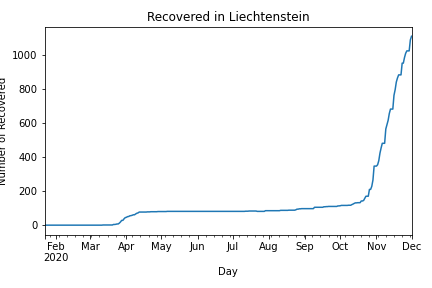 Recovered in Liechtenstein
Number of Recovered
1000
800
600
400
200
0
Feb Mar Apr May Jun Jul Aug Sep Oct Nov Dec
2020
Day